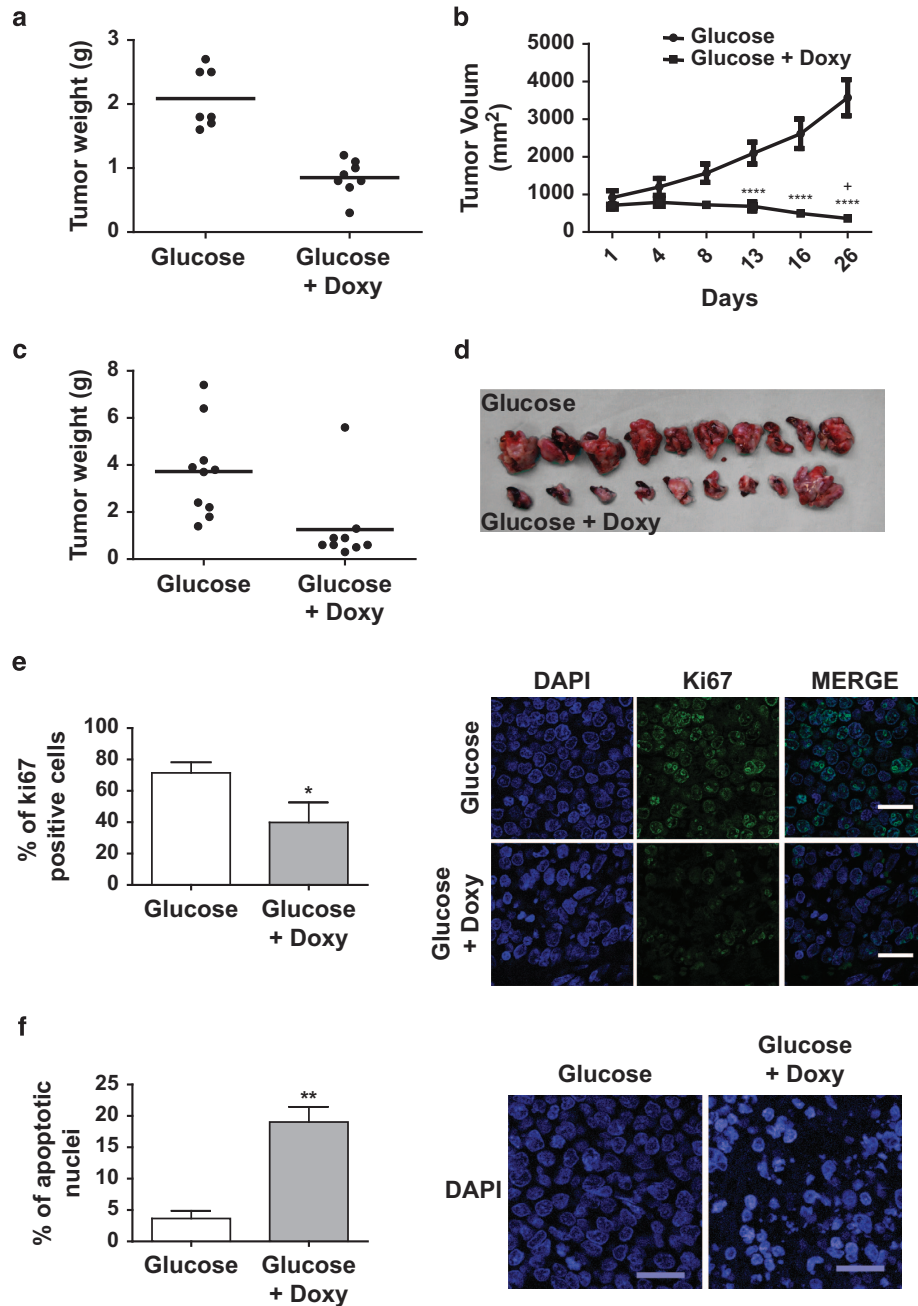 a
Tumor weight (g)
3
2
1
0
Glucose
Glucose
+ Doxy
b
Glucose
Glucose + Doxy
Tumor Volum
(mm²)
5000
4000
3000
2000
1000
0
****
****
+
****
1
4
8
13
16
26
Days
c
Tumor weight (g)
8
6
4
2
0
Glucose
Glucose
+ Doxy
d
Glucose
Glucose + Doxy
e
% of ki67
positive cells
100
80
60
40
20
0
*
Glucose
Glucose
+ Doxy
DAPI
Ki67
MERGE
Glucose
Glucose
+ Doxy
f
% of apoptotic
nuclei
25
20
15
10
5
0
**
Glucose
Glucose
+ Doxy
Glucose
Glucose
+ Doxy
DAPI